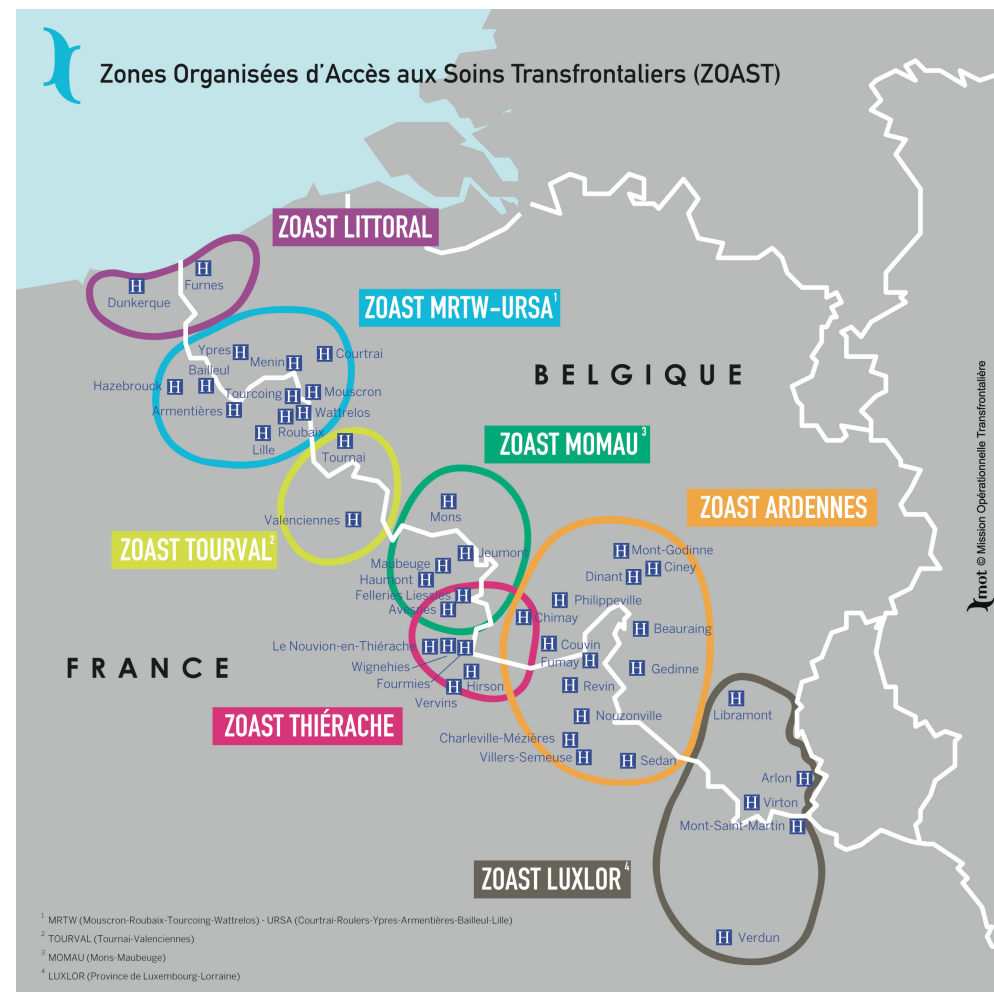 Zones Organisées d'Accès aux Soins Transfrontaliers (ZOAST)
ZOAST LITTORAL
Furnes
Dunkerque
ZOAST MRTW-URSA¹
Ypres
Menin
Courtrai
Bailleul
Hazebrouck
Tourcoing
Mouscron
Armentières
Wattrelos
Roubaix
Lille
BELGIQUE
ZOAST MOMAU³
Tournai
Valenciennes
ZOAST TOURVAL²
Mons
Jeumont
Maubeuge
Haumont
Felleries Liessies
Avesnes
ZOAST ARDENNES
Mont-Godinne
Ciney
Dinant
Philippeville
Chimay
Beauraing
Couvin
Fumay
Gedinne
Revin
Nouzonville
Charleville-Mézières
Villers-Semeuse
Sedan
FRANCE
Le Nouvion-en-Thiérache
Wignehies
Fourmies
Hirson
Vervins
ZOAST THIÉRACHE
Libramont
Arlon
Virton
Mont-Saint-Martin
ZOAST LUXLOR⁴
Verdun
mot © Mission Opérationnelle Transfrontalière
¹ MRTW (Mouscron-Roubaix-Tourcoing-Wattrelos) - URSA (Courtrai-Roulers-Ypres-Armentières-Bailleul-Lille)
² TOURVAL (Tournai-Valenciennes)
³ MOMAU (Mons-Maubeuge)
⁴ LUXLOR (Province de Luxembourg-Lorraine)